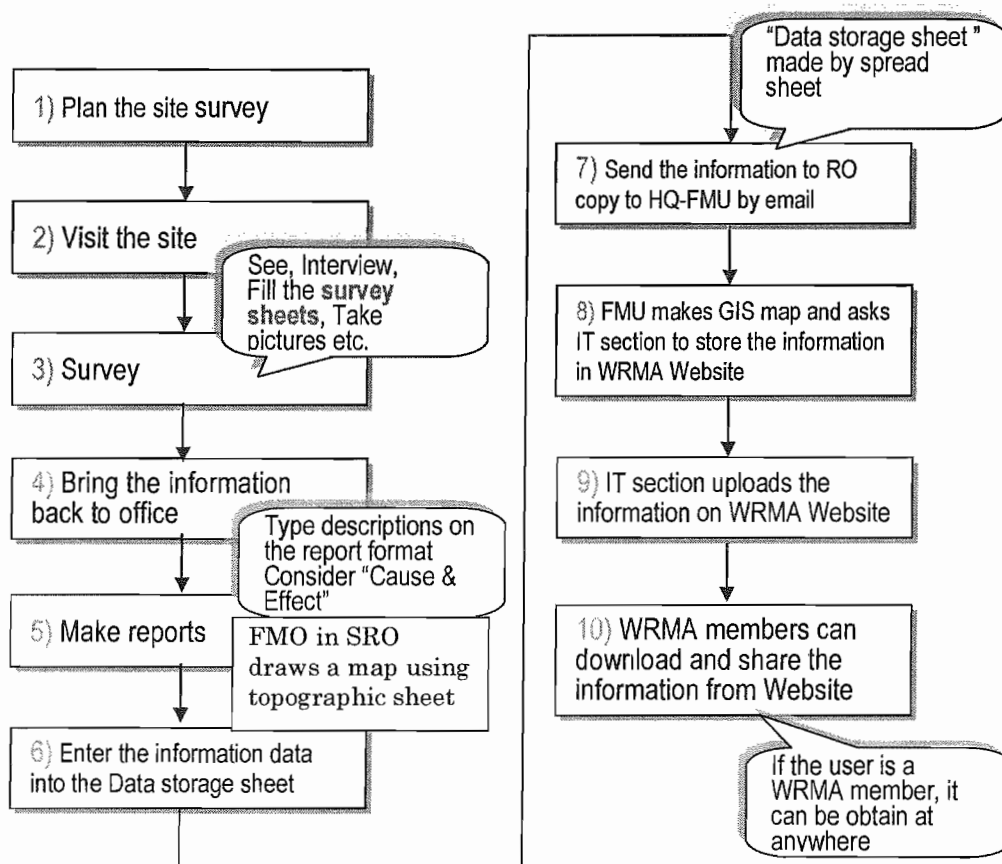 1) Plan the site survey
2) Visit the site
See, Interview,
Fill the survey
sheets, Take
pictures etc.
3) Survey
4) Bring the information
back to office
Type descriptions on
the report format
Consider “Cause &
Effect”
5) Make reports
FMO in SRO
draws a map using
topographic sheet
6) Enter the information data
into the Data storage sheet
“Data storage sheet ”
made by spread
sheet
7) Send the information to RO
copy to HQ-FMU by email
8) FMU makes GIS map and asks
IT section to store the information
in WRMA Website
9) IT section uploads the
information on WRMA Website
10) WRMA members can
download and share the
information from Website
If the user is a
WRMA member, it
can be obtain at
anywhere